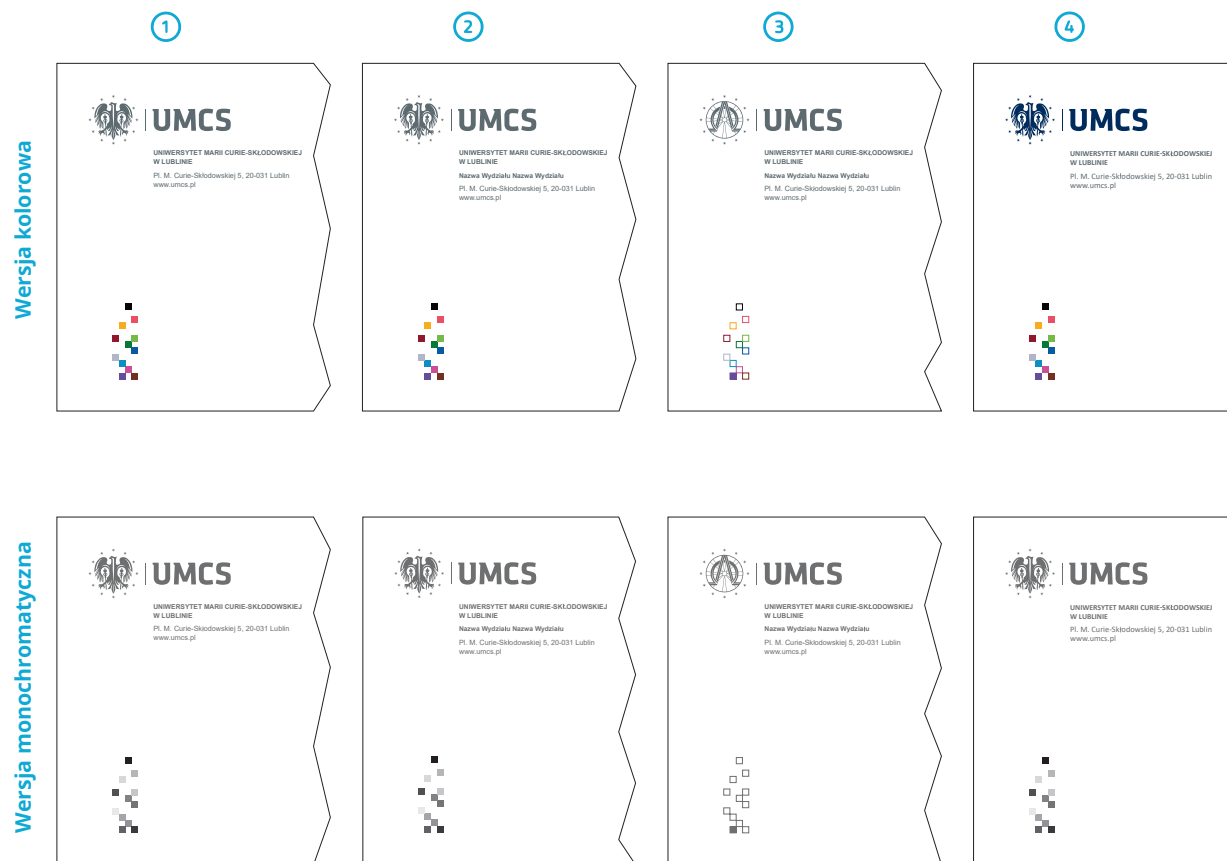 1
2
3
4
Wersja kolorowa
UMCS
UNIWERSYTET MARII CURIE-SKŁODOWSKIEJ
W LUBLINIE
Pl. M. Curie-Skłodowskiej 5, 20-031 Lublin
www.umcs.pl
UMCS
UNIWERSYTET MARII CURIE-SKŁODOWSKIEJ
W LUBLINIE
Nazwa Wydziału Nazwa Wydziału
Pl. M. Curie-Skłodowskiej 5, 20-031 Lublin
www.umcs.pl
UMCS
UNIWERSYTET MARII CURIE-SKŁODOWSKIEJ
W LUBLINIE
Nazwa Wydziału Nazwa Wydziału
Pl. M. Curie-Skłodowskiej 5, 20-031 Lublin
www.umcs.pl
UMCS
UNIWERSYTET MARII CURIE-SKŁODOWSKIEJ
W LUBLINIE
Pl. M. Curie-Skłodowskiej 5, 20-031 Lublin
www.umcs.pl
Wersja monochromatyczna
UMCS
UNIWERSYTET MARII CURIE-SKŁODOWSKIEJ
W LUBLINIE
Pl. M. Curie-Skłodowskiej 5, 20-031 Lublin
www.umcs.pl
UMCS
UNIWERSYTET MARII CURIE-SKŁODOWSKIEJ
W LUBLINIE
Nazwa Wydziału Nazwa Wydziału
Pl. M. Curie-Skłodowskiej 5, 20-031 Lublin
www.umcs.pl
UMCS
UNIWERSYTET MARII CURIE-SKŁODOWSKIEJ
W LUBLINIE
Nazwa Wydziału Nazwa Wydziału
Pl. M. Curie-Skłodowskiej 5, 20-031 Lublin
www.umcs.pl
UMCS
UNIWERSYTET MARII CURIE-SKŁODOWSKIEJ
W LUBLINIE
Pl. M. Curie-Skłodowskiej 5, 20-031 Lublin
www.umcs.pl